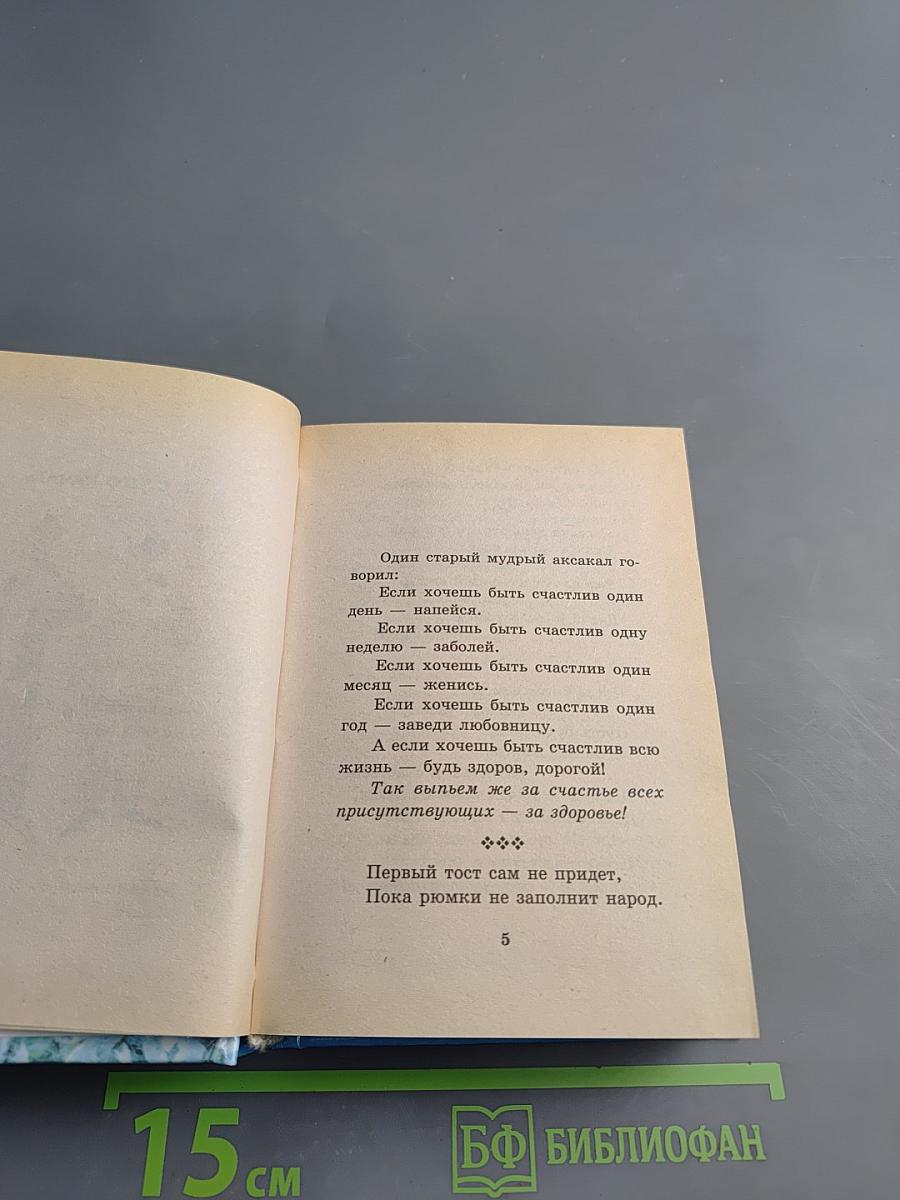 Один старый мудрый аксакал го-
ворил:
Если хочешь быть счастлив один
день — напейся.
Если хочешь быть счастлив одну
неделю — заболей.
Если хочешь быть счастлив один
месяц — женись.
Если хочешь быть счастлив один
год — заведи любовницу.
А если хочешь быть счастлив всю
жизнь — будь здоров, дорогой!
Так выпьем же за счастье всех
присутствующих — за здоровье!
Первый тост сам не придет,
Пока рюмки не заполнит народ.
5
15 см
БФ БИБЛИОФАН